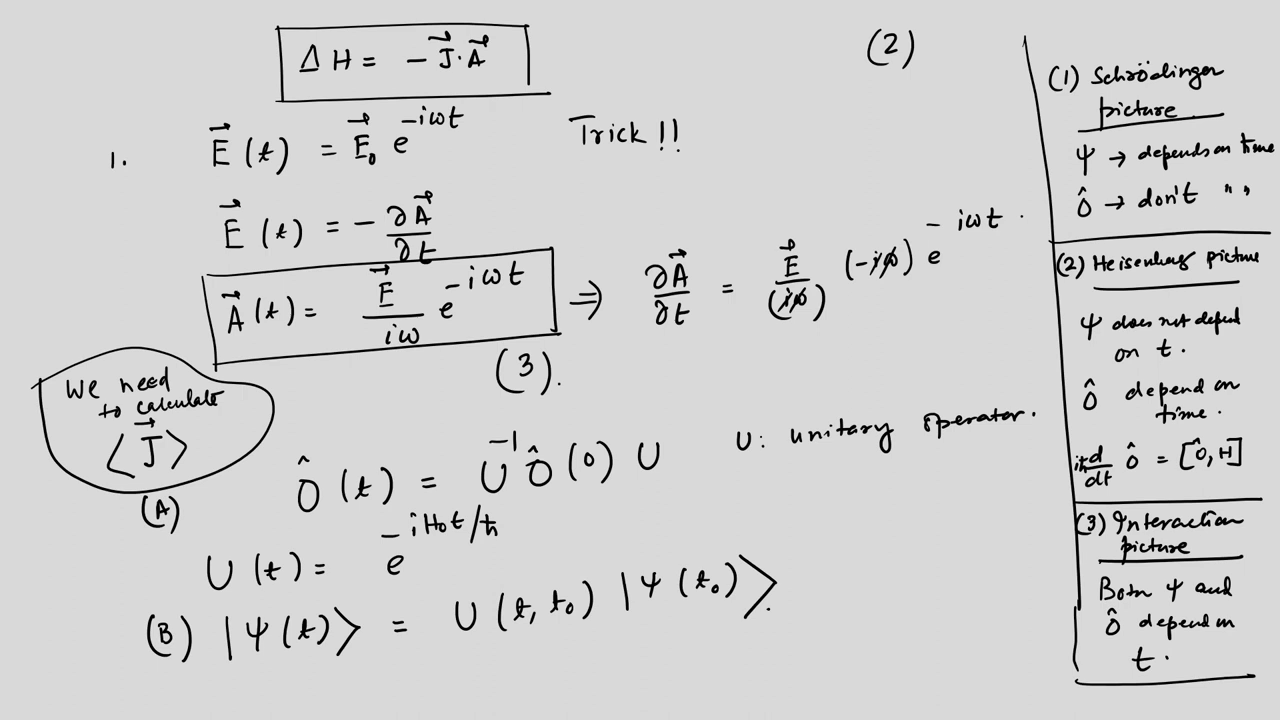 ΔH = - J⃗·A⃗
(2)
1. E⃗(t) = E⃗₀ e^{-iωt} Trick!!
E⃗(t) = - ∂A⃗/∂t
A⃗(t) = E⃗/iω e^{-iωt} ⇒ ∂A⃗/∂t = E⃗/(iω) (-iω) e^{-iωt}.
(3).
We need
to calculate
⟨J⃗⟩
(A)
Ô(t) = U⁻¹ Ô(0) U U: unitary operator.
U(t) = e^{-iH₀t/ħ}
(B) |ψ(t)⟩ = U(t, t₀) |ψ(t₀)⟩.
(1) Schrödinger
picture
ψ → depends on time
Ô → don't " "
(2) Heisenberg picture
ψ does not depend
on t.
Ô depend on
time.
iħ d/dt Ô = [Ô, H]
(3) Interaction
picture
Both ψ and
Ô depend on
t.